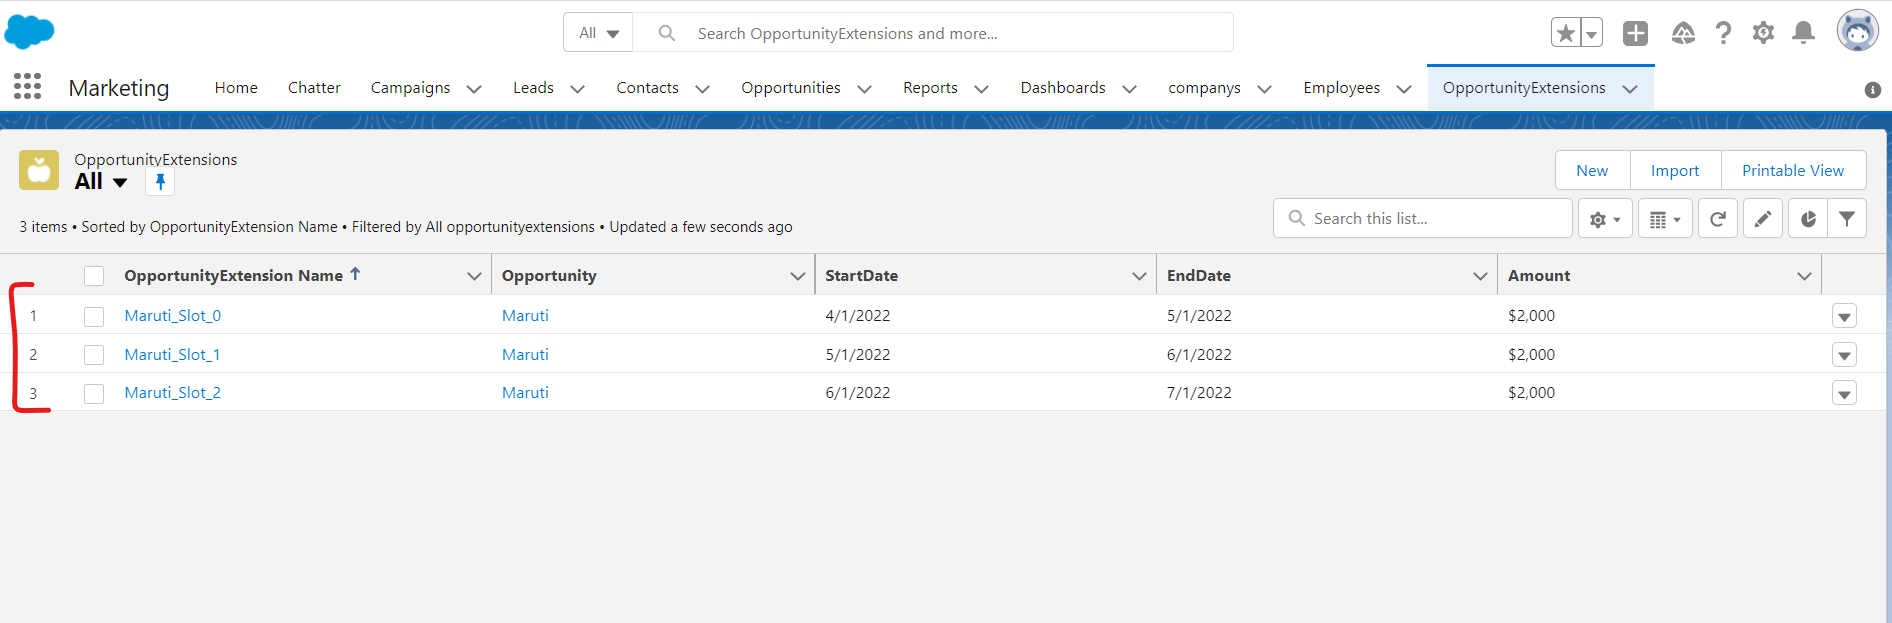 All Search OpportunityExtensions and more...
Marketing Home Chatter Campaigns Leads Contacts Opportunities Reports Dashboards companys Employees OpportunityExtensions
OpportunityExtensions
All
New Import Printable View
3 items • Sorted by OpportunityExtension Name • Filtered by All opportunityextensions • Updated a few seconds ago
Search this list...
OpportunityExtension Name Opportunity StartDate EndDate Amount
1 Maruti_Slot_0 Maruti 4/1/2022 5/1/2022 $2,000
2 Maruti_Slot_1 Maruti 5/1/2022 6/1/2022 $2,000
3 Maruti_Slot_2 Maruti 6/1/2022 7/1/2022 $2,000